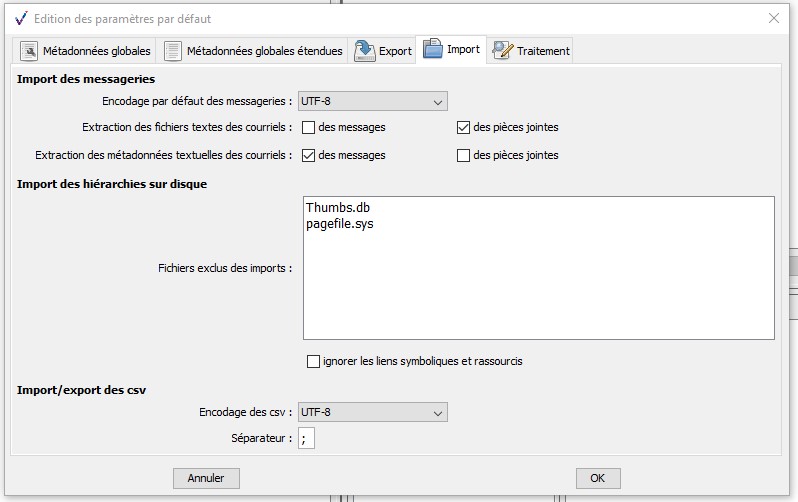 Edition des paramètres par défaut
Métadonnées globales
Métadonnées globales étendues
Export
Import
Traitement
Import des messageries
Encodage par défaut des messageries : UTF-8
Extraction des fichiers textes des courriels : des messages des pièces jointes
Extraction des métadonnées textuelles des courriels : des messages des pièces jointes
Import des hiérarchies sur disque
Thumbs.db
pagefile.sys
Fichiers exclus des imports :
ignorer les liens symboliques et rassourcis
Import/export des csv
Encodage des csv : UTF-8
Séparateur : ;
Annuler
OK